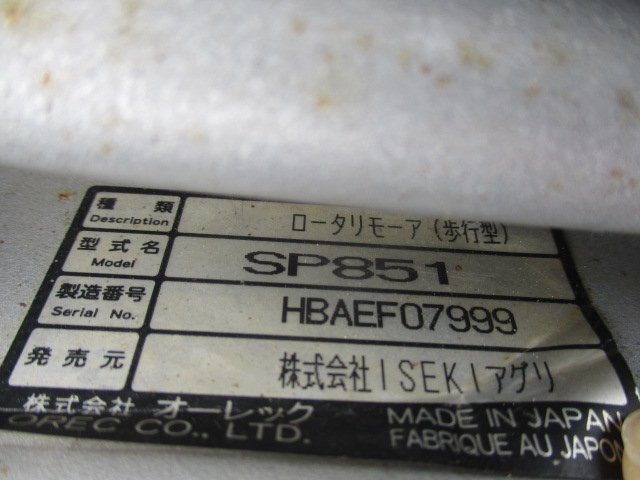 種類 ロータリモーア(歩行型)
Description
型式名 SP851
Model
製造番号 HBAEF07999
Serial No.
発売元 株式会社ISEKIアグリ
株式会社 オーレック MADE IN JAPAN
OREC CO., LTD. FABRIQUE AU JAPON